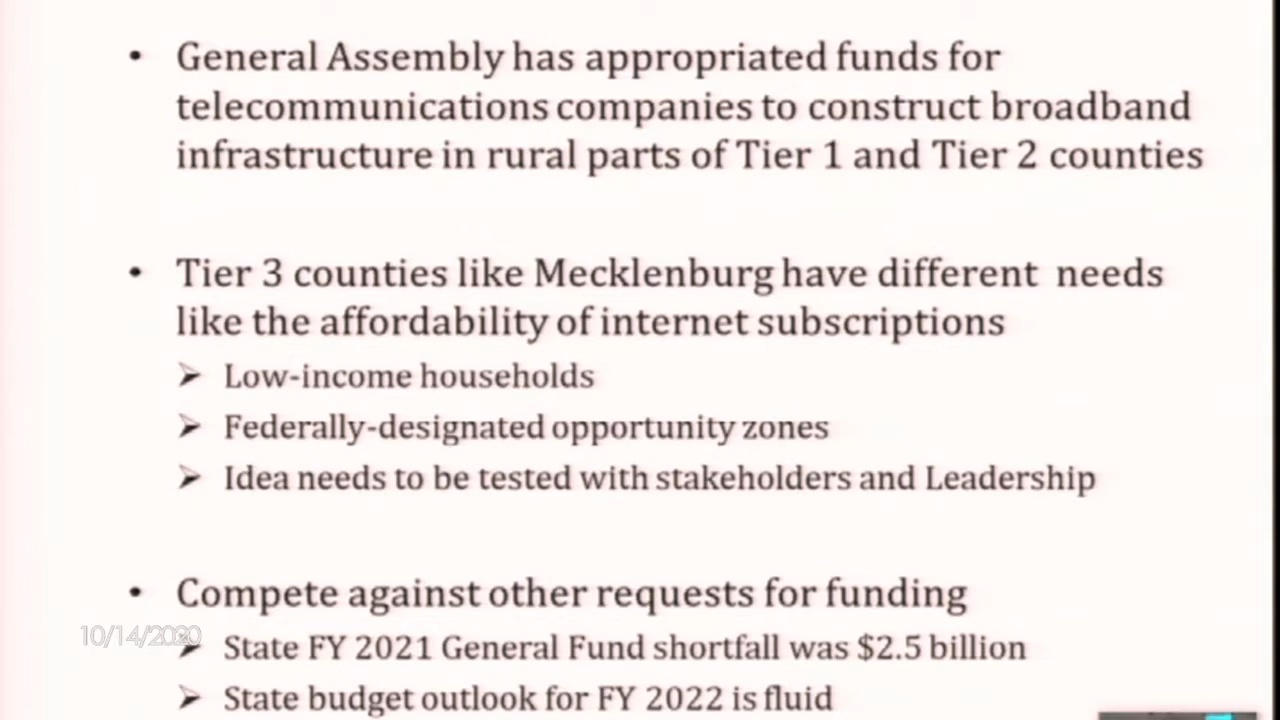 • General Assembly has appropriated funds for
telecommunications companies to construct broadband
infrastructure in rural parts of Tier 1 and Tier 2 counties
• Tier 3 counties like Mecklenburg have different needs
like the affordability of internet subscriptions
➢ Low-income households
➢ Federally-designated opportunity zones
➢ Idea needs to be tested with stakeholders and Leadership
• Compete against other requests for funding
10/14/2020
➢ State FY 2021 General Fund shortfall was $2.5 billion
➢ State budget outlook for FY 2022 is fluid